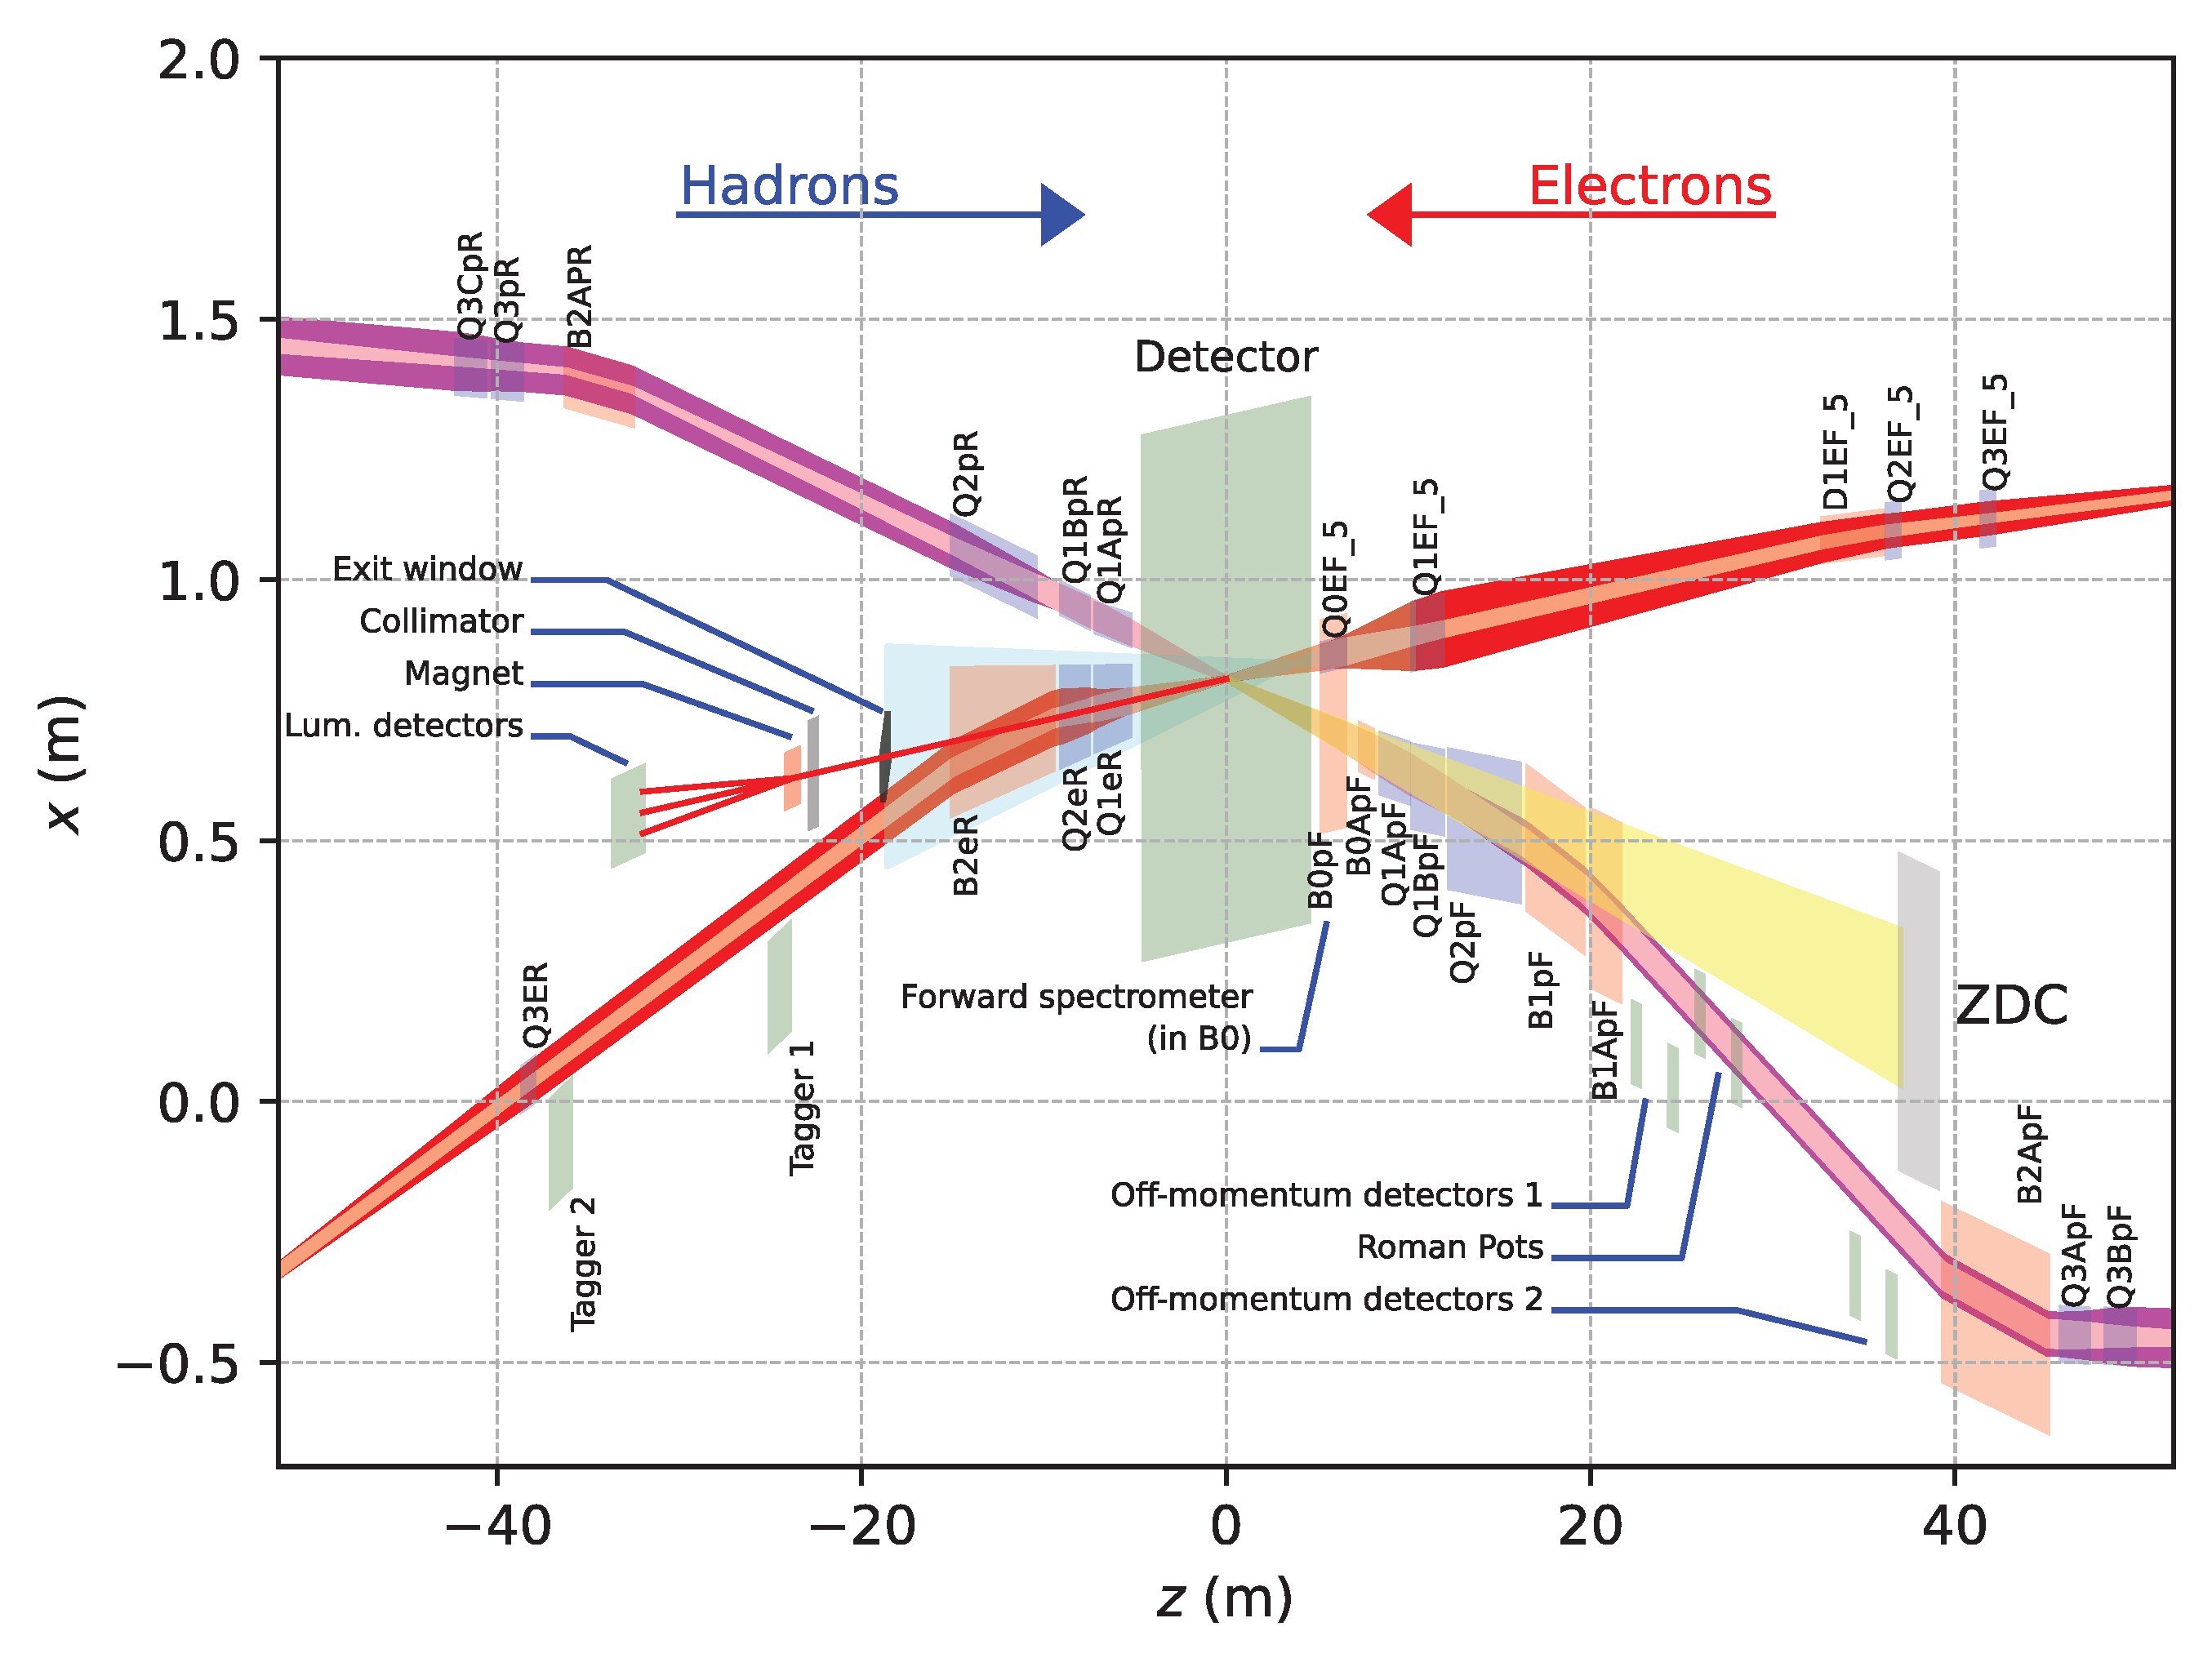 2.0
1.5
1.0
0.5
0.0
−0.5
x (m)
Hadrons
Electrons
Q3CpR
Q3pR
B2APR
Detector
Q2pR
Q1BpR
Q1ApR
Q0EF_5
Q1EF_5
D1EF_5
Q2EF_5
Q3EF_5
Exit window
Collimator
Magnet
Lum. detectors
B2eR
Q2eR
Q1eR
B0pF
B0ApF
Q1ApF
Q1BpF
Q2pF
B1pF
B1ApF
Q3ER
Tagger 1
Tagger 2
Forward spectrometer
(in B0)
ZDC
Off-momentum detectors 1
Roman Pots
Off-momentum detectors 2
B2ApF
Q3ApF
Q3BpF
−40
−20
0
20
40
z (m)